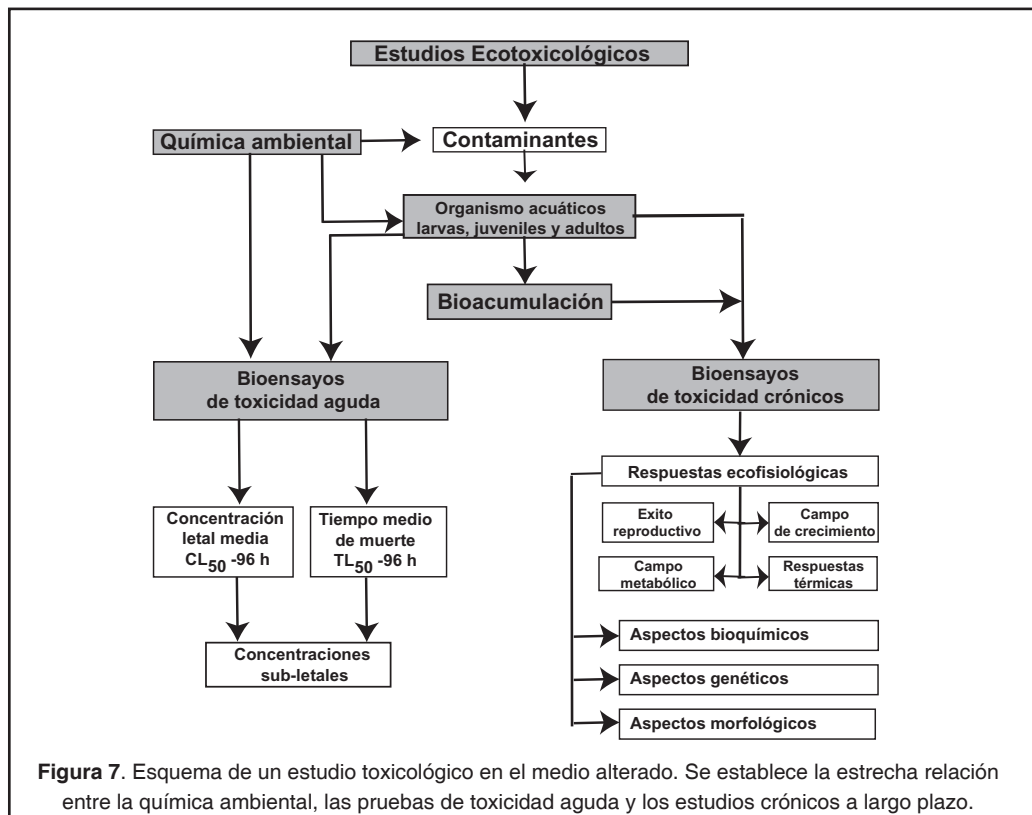 Estudios Ecotoxicológicos
Química ambiental
Contaminantes
Organismo acuáticos
larvas, juveniles y adultos
Bioacumulación
Bioensayos
de toxicidad aguda
Bioensayos
de toxicidad crónicos
Concentración
letal media
CL50 -96 h
Tiempo medio
de muerte
TL50 -96 h
Concentraciones
sub-letales
Respuestas ecofisiológicas
Exito
reproductivo
Campo
de crecimiento
Campo
metabólico
Respuestas
térmicas
Aspectos bioquímicos
Aspectos genéticos
Aspectos morfológicos
Figura 7. Esquema de un estudio toxicológico en el medio alterado. Se establece la estrecha relación
entre la química ambiental, las pruebas de toxicidad aguda y los estudios crónicos a largo plazo.